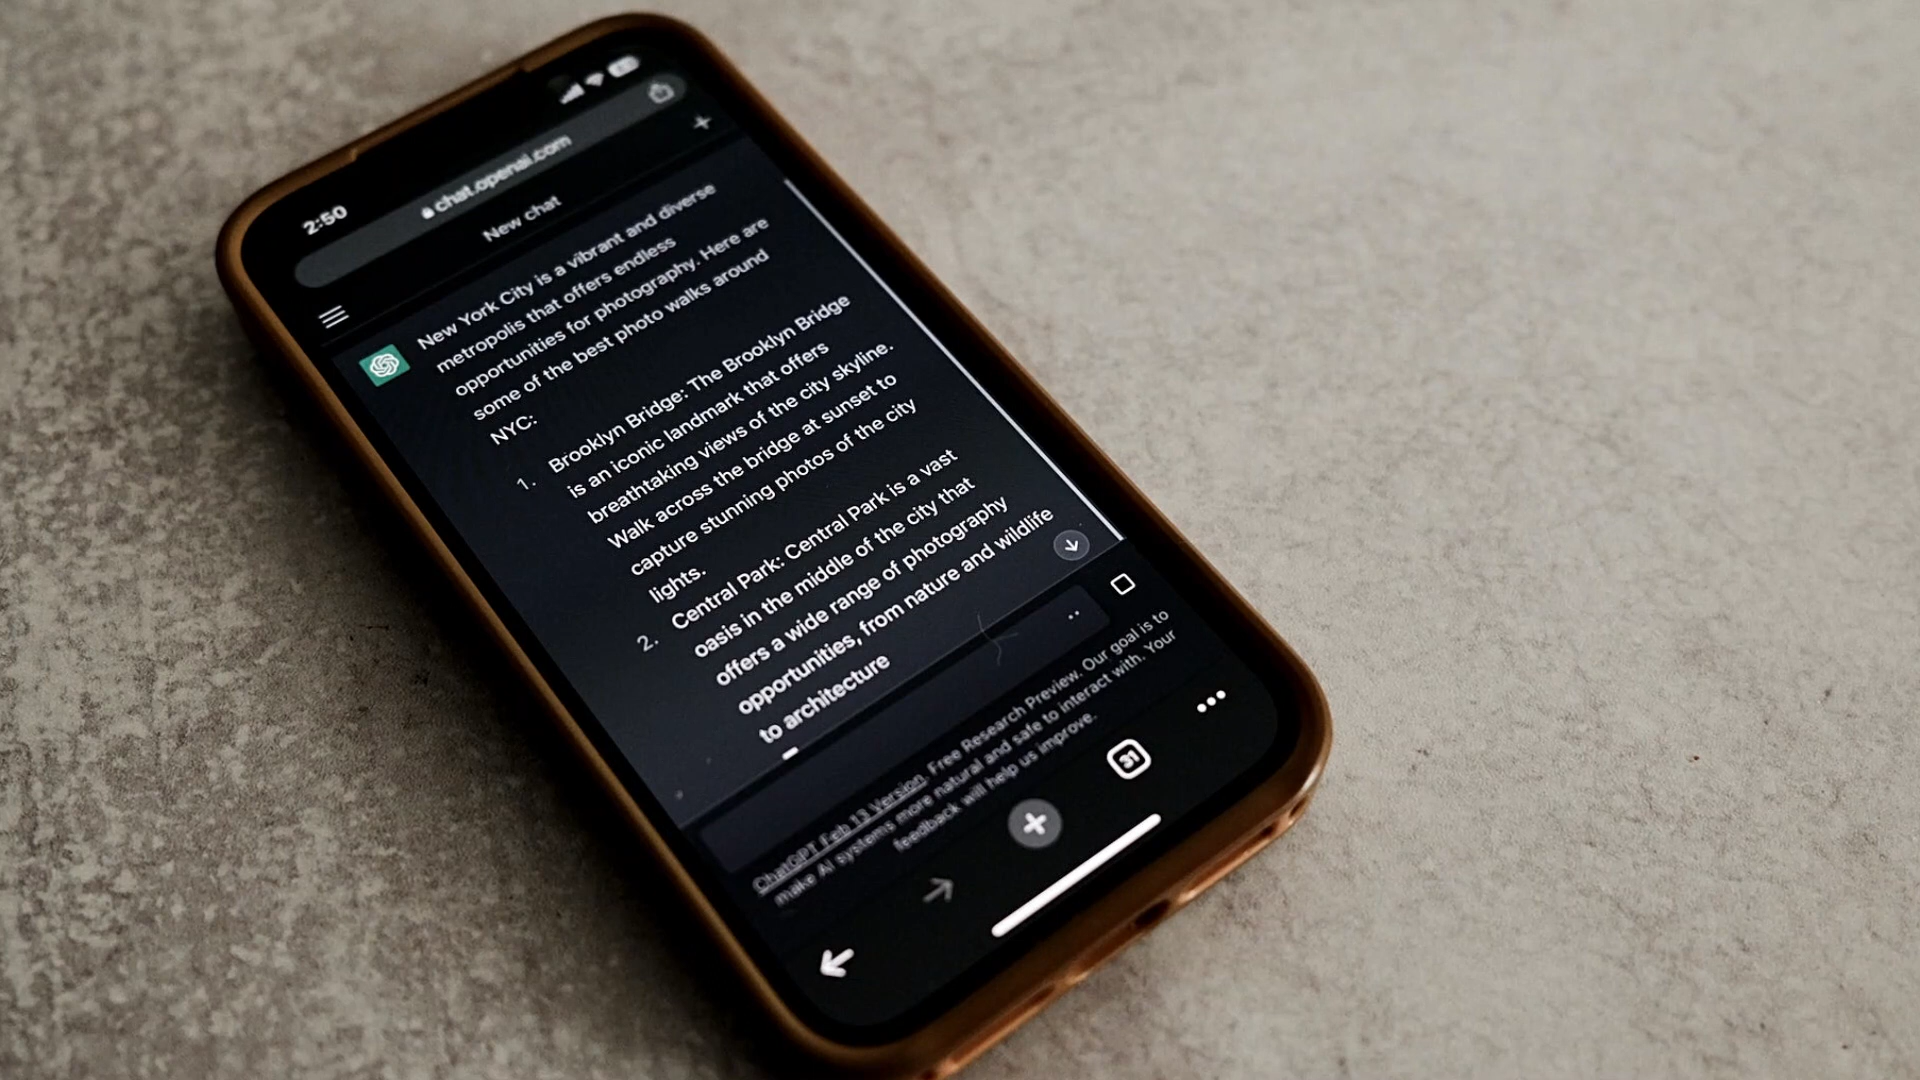 2:50
chat.openai.com
New chat
New York City is a vibrant and diverse
metropolis that offers endless
opportunities for photography. Here are
some of the best photo walks around
NYC:
1. Brooklyn Bridge: The Brooklyn Bridge
is an iconic landmark that offers
breathtaking views of the city skyline.
Walk across the bridge at sunset to
capture stunning photos of the city
lights.
2. Central Park: Central Park is a vast
oasis in the middle of the city that
offers a wide range of photography
opportunities, from nature and wildlife
to architecture
ChatGPT Feb 13 Version. Free Research Preview. Our goal is to
make AI systems more natural and safe to interact with. Your
feedback will help us improve.
31